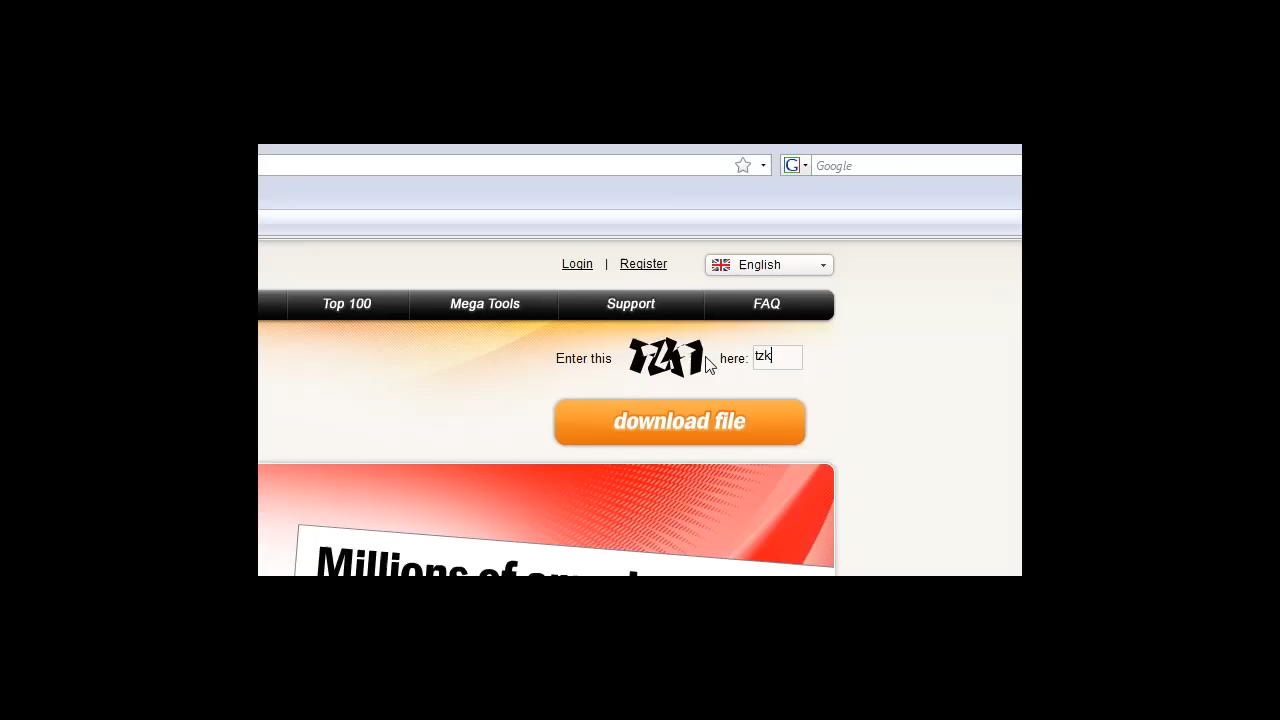 Google
Login | Register English
Top 100 Mega Tools Support FAQ
Enter this here: tzk
download file
Millions of